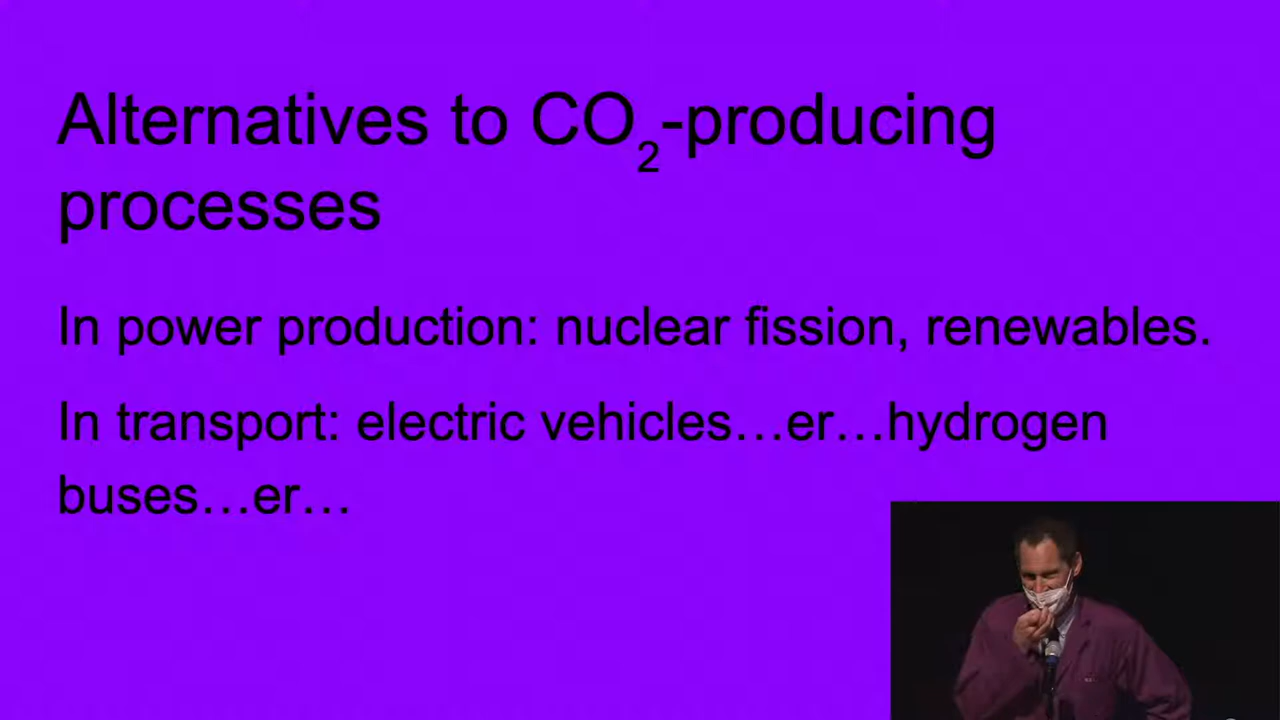 Alternatives to CO₂-producing
processes
In power production: nuclear fission, renewables.
In transport: electric vehicles…er…hydrogen
buses…er…